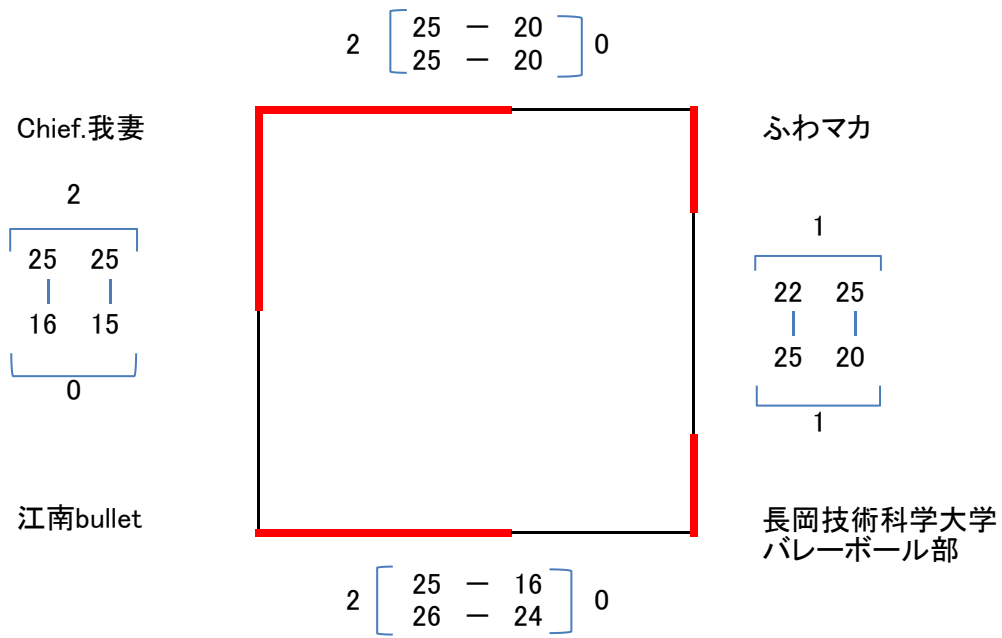 2 25 － 20 0
25 － 20
Chief.我妻
ふわマカ
2
25 25
16 15
0
1
22 25
25 20
1
江南bullet
長岡技術科学大学
バレーボール部
2 25 － 16 0
26 － 24